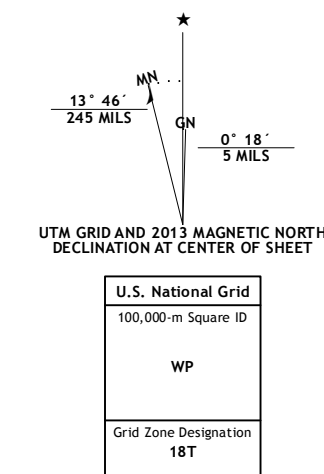 ★
MN
13° 46´
245 MILS
GN
0° 18´
5 MILS
UTM GRID AND 2013 MAGNETIC NORTH
DECLINATION AT CENTER OF SHEET
U.S. National Grid
100,000-m Square ID
WP
Grid Zone Designation
18T